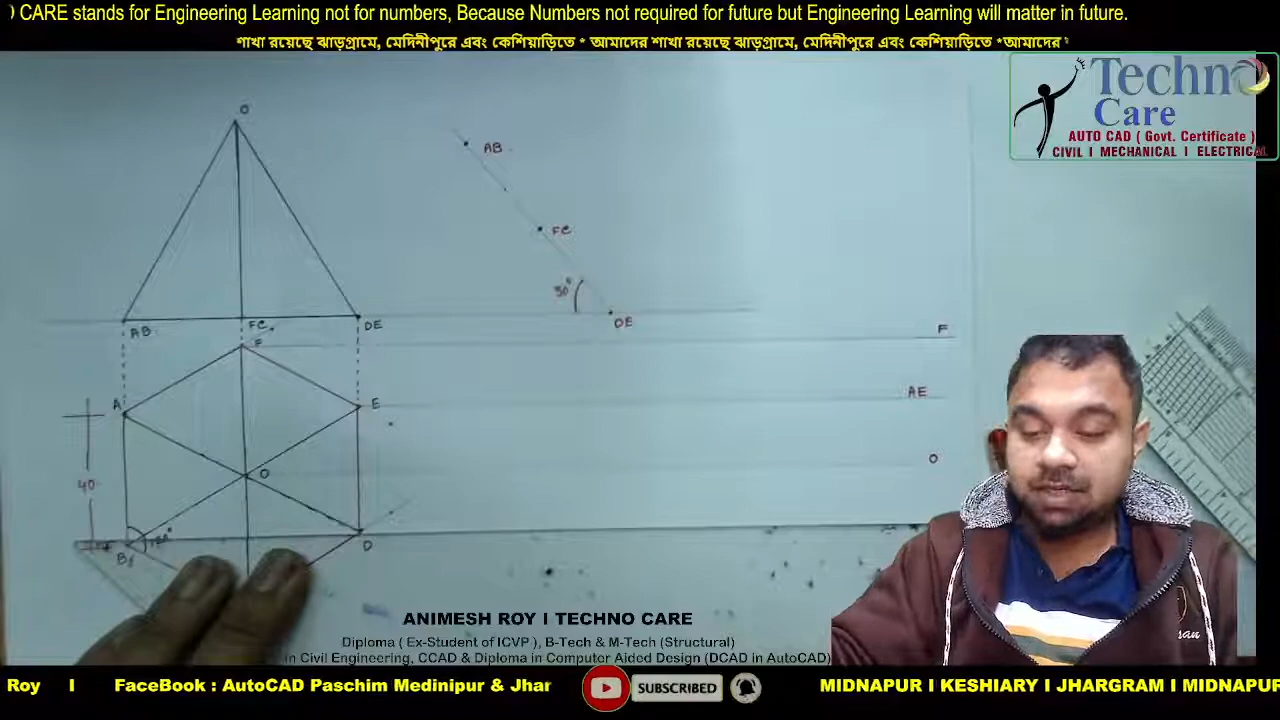 ) CARE stands for Engineering Learning not for numbers, Because Numbers not required for future but Engineering Learning will matter in future.
শাখা রয়েছে ঝাড়গ্রামে, মেদিনীপুরে এবং কেশিয়াড়িতে * আমাদের শাখা রয়েছে ঝাড়গ্রামে, মেদিনীপুরে এবং কেশিয়াড়িতে *আমাদের
Techno
Care
AUTO CAD ( Govt. Certificate )
CIVIL I MECHANICAL I ELECTRICAL
O
AB
FC
30°
DE
AB
FC
DE
F
F
A
E
AE
O
O
40
B
120°
D
ANIMESH ROY I TECHNO CARE
Diploma ( Ex-Student of ICVP ), B-Tech & M-Tech (Structural)
in Civil Engineering, CCAD & Diploma in Computer Aided Design (DCAD in AutoCAD)
Roy I FaceBook : AutoCAD Paschim Medinipur & Jhar
SUBSCRIBED
MIDNAPUR I KESHIARY I JHARGRAM I MIDNAPUR